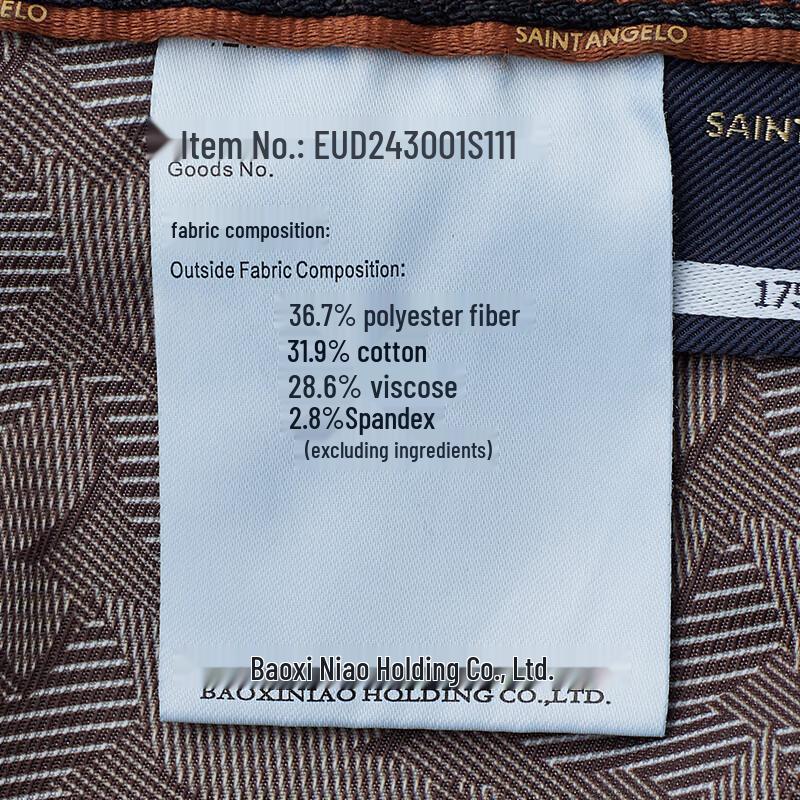 ELO
SAINTANGELO
SAINT
Item No.: EUD243001S111
Goods No.
fabric composition:
Outside Fabric Composition:
175
36.7% polyester fiber
31.9% cotton
28.6% viscose
2.8%Spandex
(excluding ingredients)
Baoxi Niao Holding Co., Ltd.
BAOXINIAO HOLDING CO.,LTD.